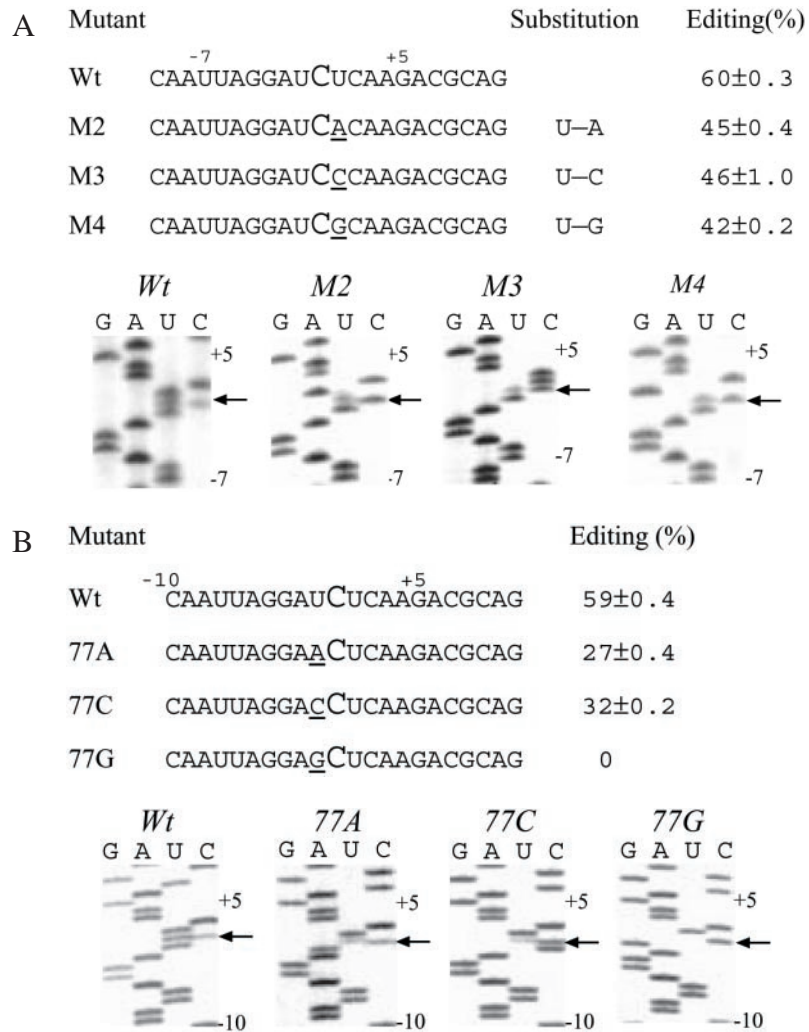 A Mutant Substitution Editing(%)
-7 +5
Wt CAAUUAGGAUCUCAAGACGCAG 60±0.3
M2 CAAUUAGGAUCACAAGACGCAG U–A 45±0.4
M3 CAAUUAGGAUCCCAAGACGCAG U–C 46±1.0
M4 CAAUUAGGAUCGCAAGACGCAG U–G 42±0.2
Wt M2 M3 M4
G A U C G A U C G A U C G A U C
+5 +5 +5 +5
-7 -7 -7 -7
B Mutant Editing (%)
-10 +5
Wt CAAUUAGGAUCUCAAGACGCAG 59±0.4
77A CAAUUAGGAACUCAAGACGCAG 27±0.4
77C CAAUUAGGACCUCAAGACGCAG 32±0.2
77G CAAUUAGGAGCUCAAGACGCAG 0
Wt 77A 77C 77G
G A U C G A U C G A U C G A U C
+5 +5 +5 +5
-10 -10 -10 -10